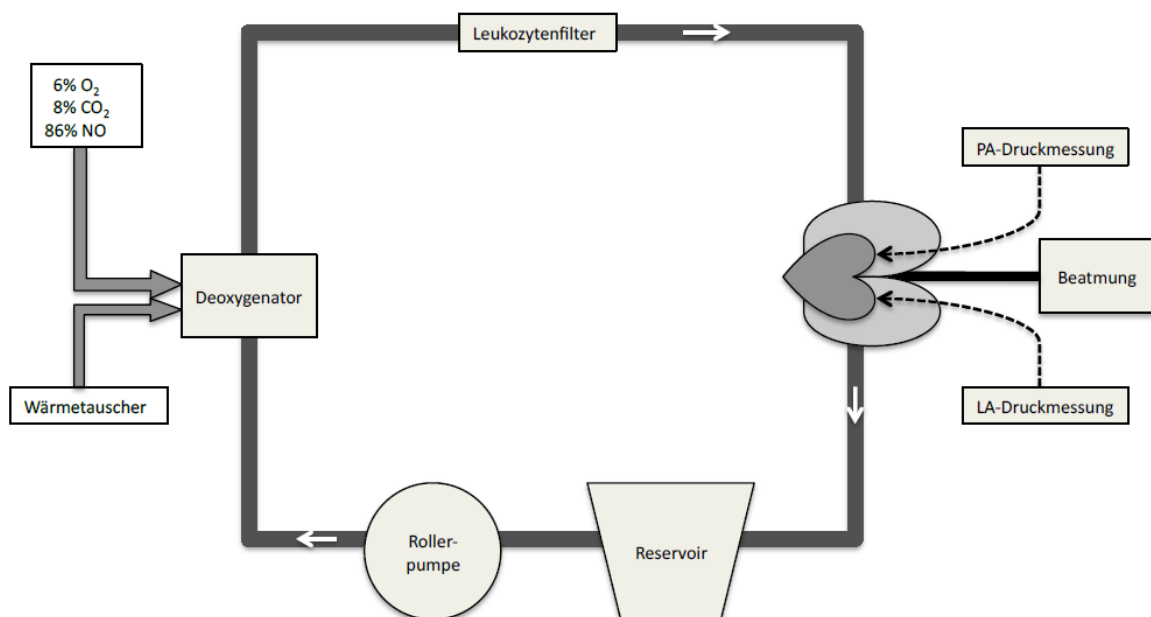 Leukozytenfilter
6% O₂
8% CO₂
86% NO
PA-Druckmessung
Deoxygenator
Beatmung
Wärmetauscher
LA-Druckmessung
Roller-
pumpe
Reservoir